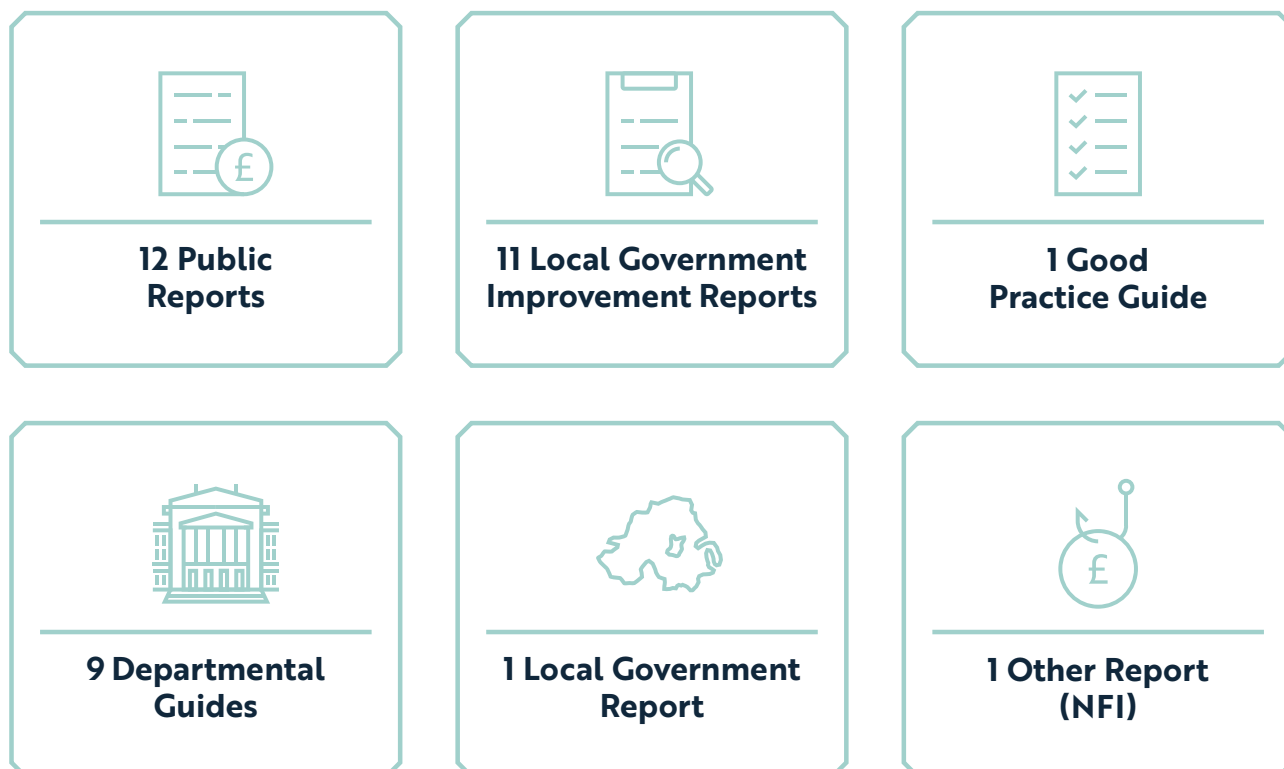 £
12 Public
Reports
11 Local Government
Improvement Reports
1 Good
Practice Guide
9 Departmental
Guides
1 Local Government
Report
£
1 Other Report
(NFI)